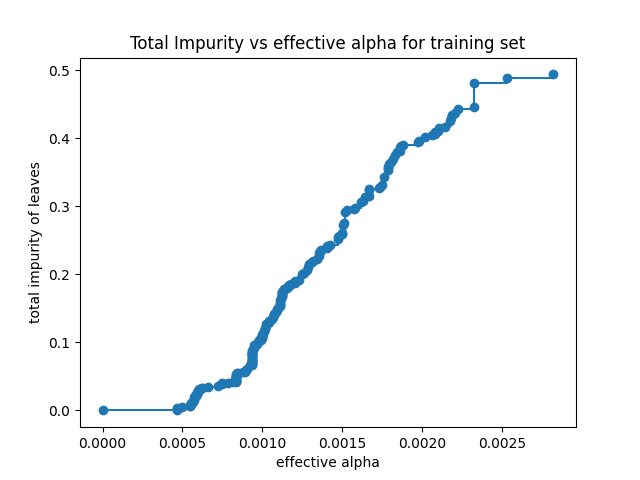 Total Impurity vs effective alpha for training set
total impurity of leaves
0.5
0.4
0.3
0.2
0.1
0.0
0.0000 0.0005 0.0010 0.0015 0.0020 0.0025
effective alpha